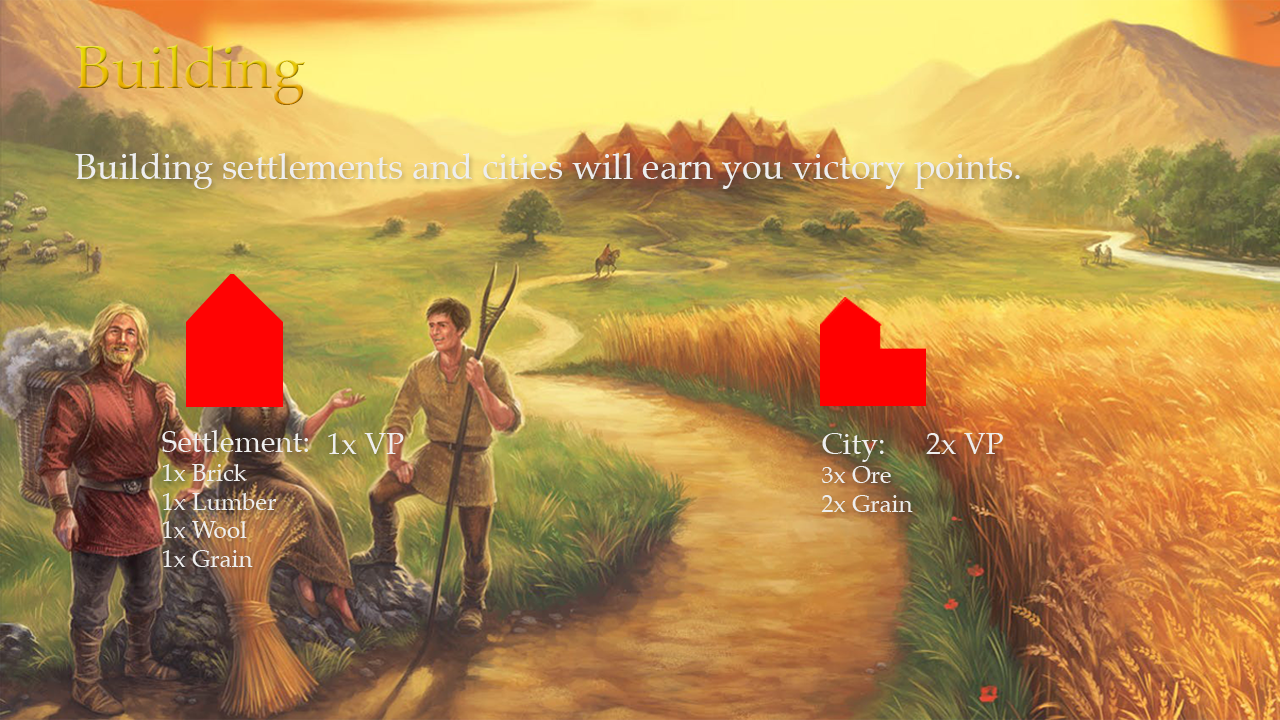 Building
Building settlements and cities will earn you victory points.
Settlement: 1x VP
1x Brick
1x Lumber
1x Wool
1x Grain
City: 2x VP
3x Ore
2x Grain